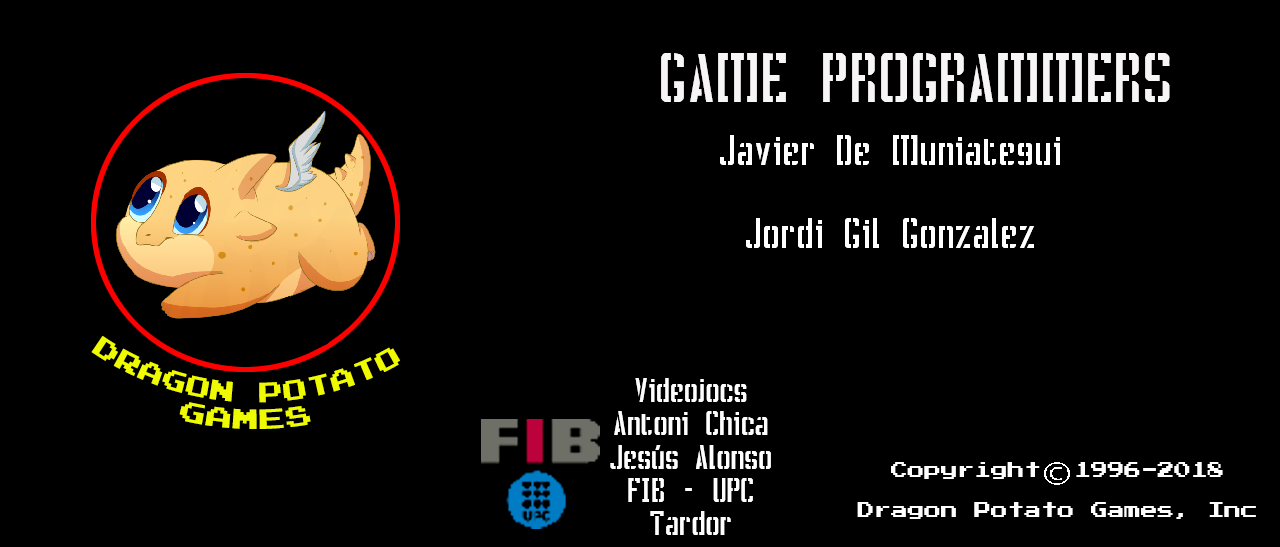 GAME PROGRAMMERS
Javier De Muniategui
Jordi Gil Gonzalez
DRAGON POTATO
GAMES
Videojocs
Antoni Chica
Jesús Alonso
FIB - UPC
Tardor
FIB
UPC
Copyright © 1996-2018
Dragon Potato Games, Inc